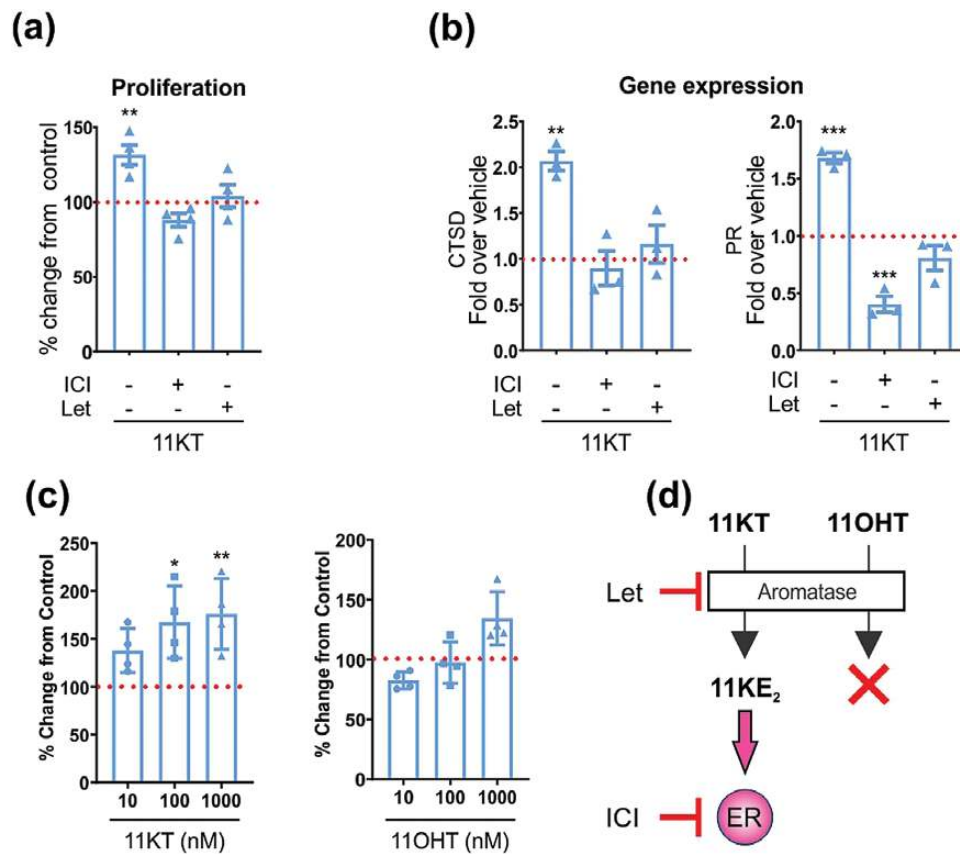 (a)
Proliferation
% change from control
150
100
50
0
**
ICI - + -
Let - - +
11KT
(b)
Gene expression
CTSD
Fold over vehicle
2.5
2.0
1.5
1.0
0.5
0.0
**
ICI - + -
Let - - +
11KT
PR
Fold over vehicle
2.0
1.5
1.0
0.5
0.0
***
***
- + -
- - +
11KT
(c)
% Change from Control
250
200
150
100
50
0
* **
10 100 1000
11KT (nM)
% Change from Control
200
150
100
50
0
10 100 1000
11OHT (nM)
(d)
11KT 11OHT
Let
Aromatase
11KE₂
ICI
ER